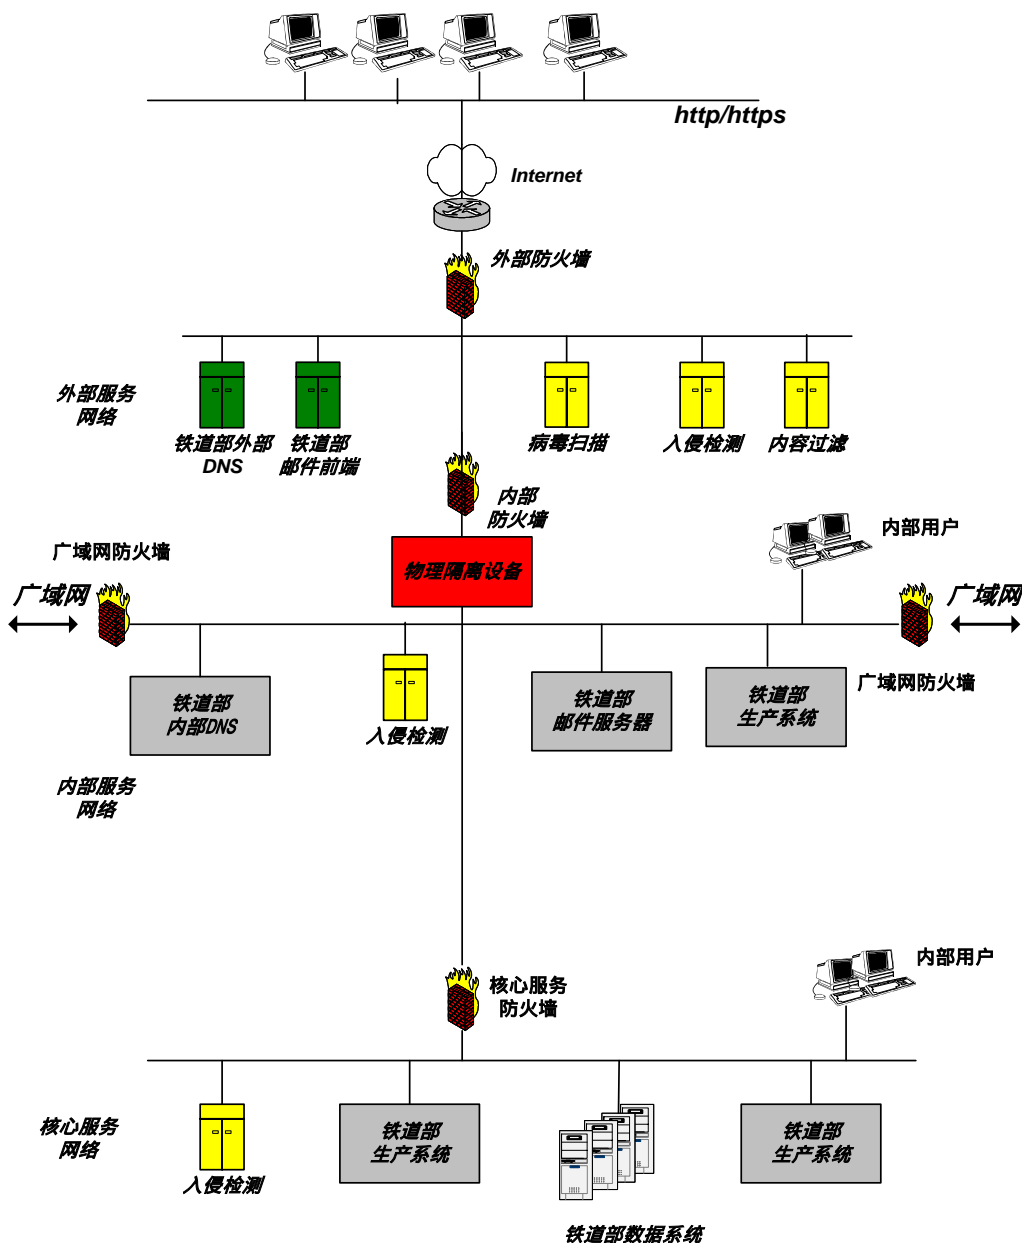 http/https
Internet
外部防火墙
外部服务
网络
铁道部外部
DNS
铁道部
邮件前端
病毒扫描
入侵检测
内容过滤
内部
防火墙
内部用户
广域网防火墙
物理隔离设备
广域网
广域网
铁道部
内部DNS
入侵检测
铁道部
邮件服务器
铁道部
生产系统
广域网防火墙
内部服务
网络
内部用户
核心服务
防火墙
核心服务
网络
入侵检测
铁道部
生产系统
铁道部
生产系统
铁道部数据系统